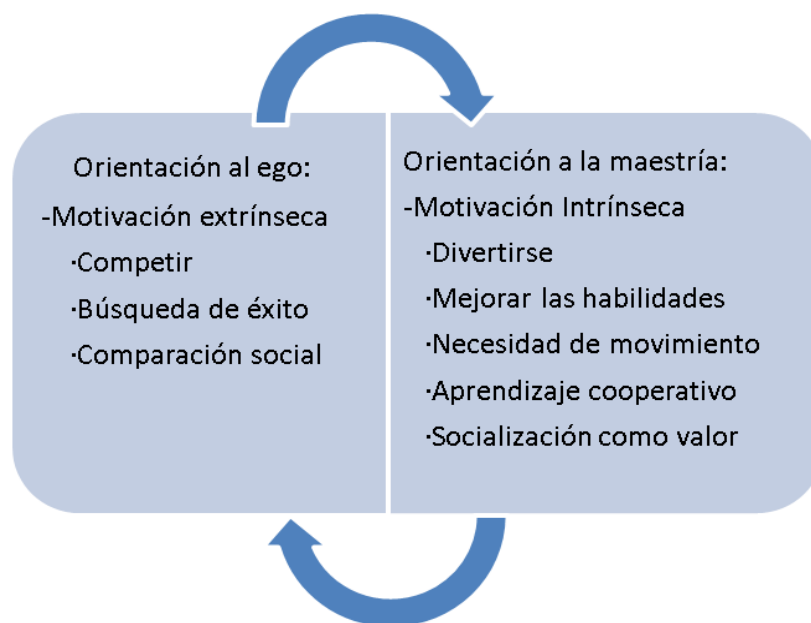 Orientación al ego:
-Motivación extrínseca
·Competir
·Búsqueda de éxito
·Comparación social
Orientación a la maestría:
-Motivación Intrínseca
·Divertirse
·Mejorar las habilidades
·Necesidad de movimiento
·Aprendizaje cooperativo
·Socialización como valor